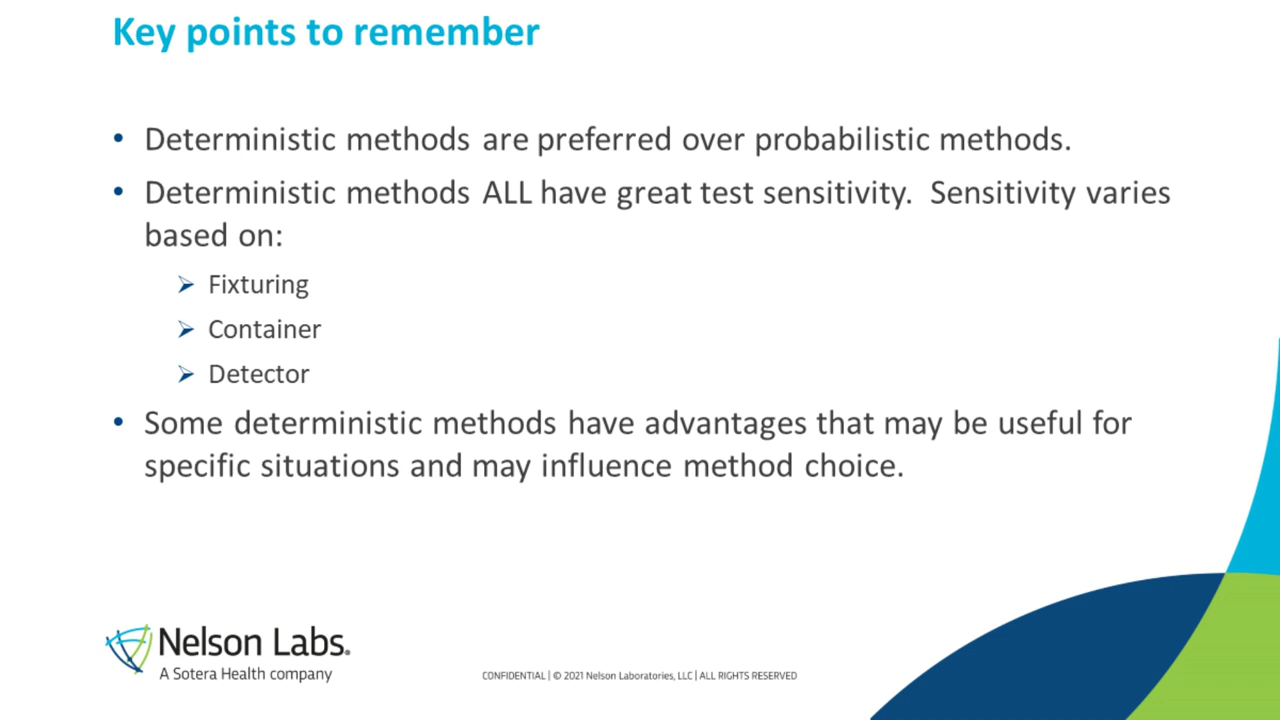 Key points to remember
• Deterministic methods are preferred over probabilistic methods.
• Deterministic methods ALL have great test sensitivity.  Sensitivity varies
based on:
➢ Fixturing
➢ Container
➢ Detector
• Some deterministic methods have advantages that may be useful for
specific situations and may influence method choice.
Nelson Labs®
A Sotera Health company
CONFIDENTIAL | © 2021 Nelson Laboratories, LLC | ALL RIGHTS RESERVED